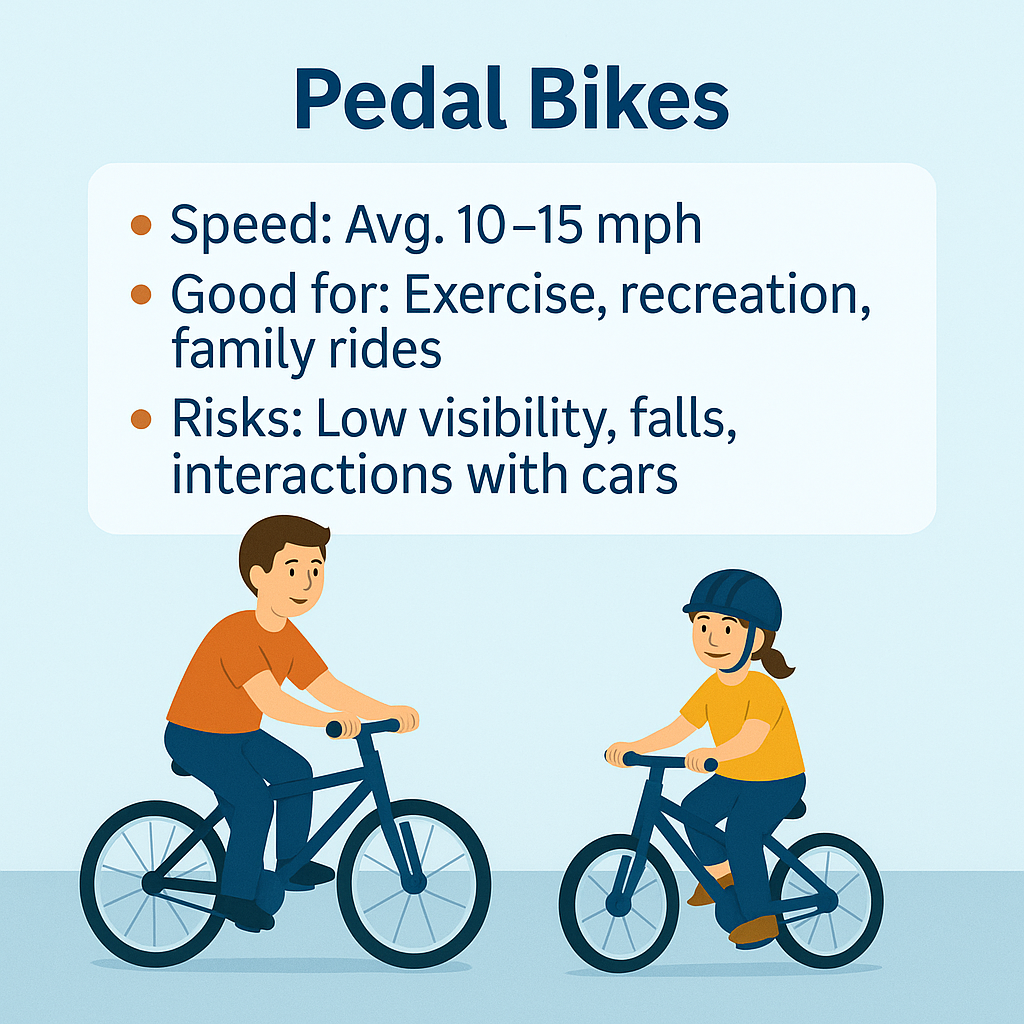 Pedal Bikes
• Speed: Avg. 10–15 mph
• Good for: Exercise, recreation,
family rides
• Risks: Low visibility, falls,
interactions with cars